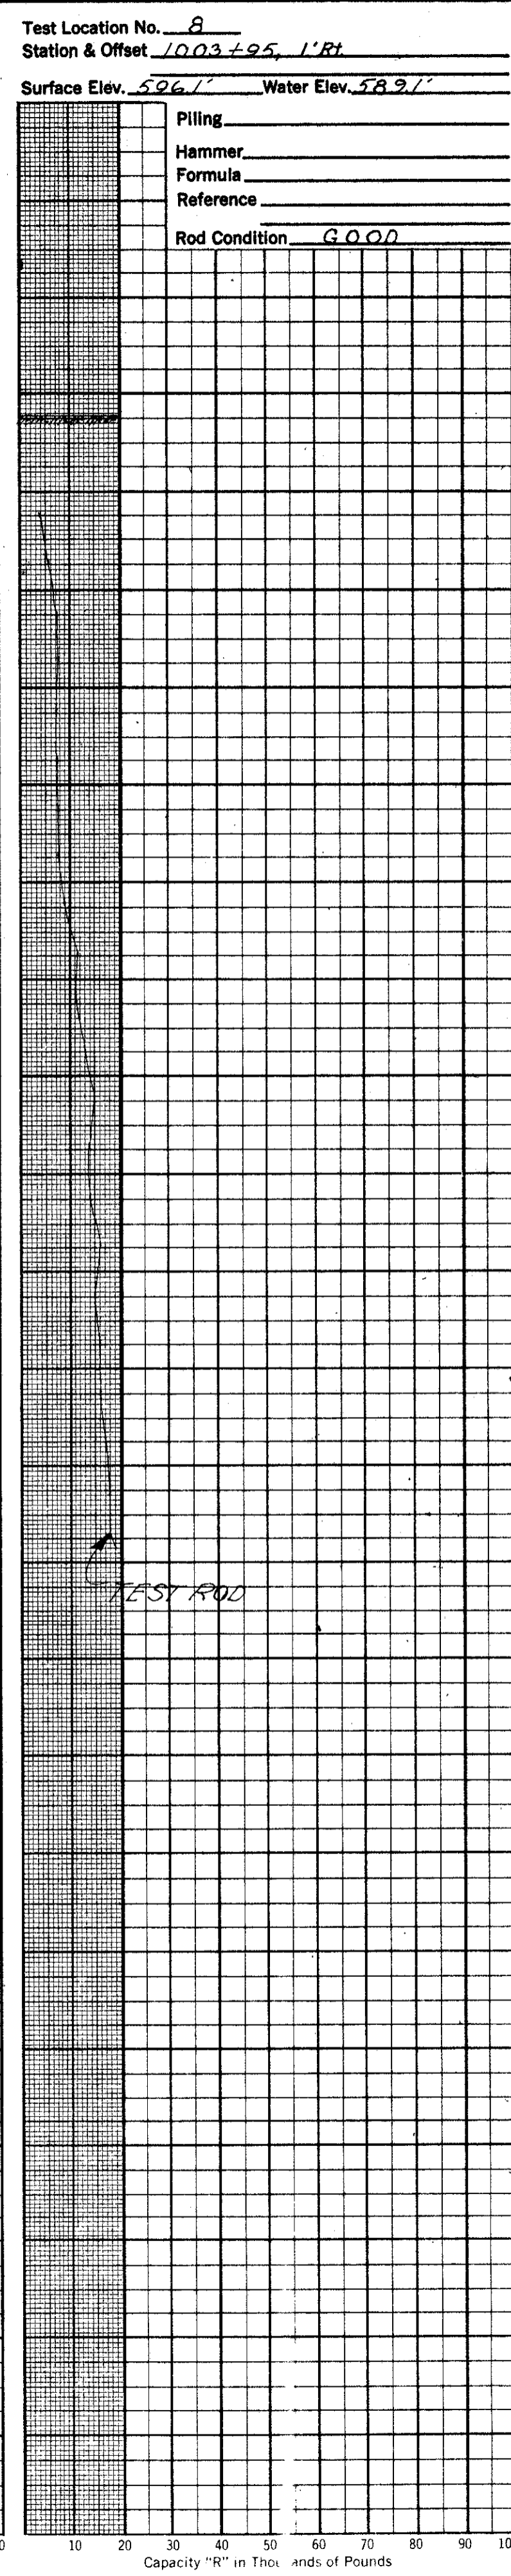 Test Location No. 8
Station & Offset 1003+95, 1' Rt.
Surface Elev. 596.1' Water Elev. 589.1'
Piling
Hammer
Formula
Reference
Rod Condition GOOD
TEST ROD
0 10 20 30 40 50 60 70 80 90 10
Capacity "R" in Thou ands of Pounds